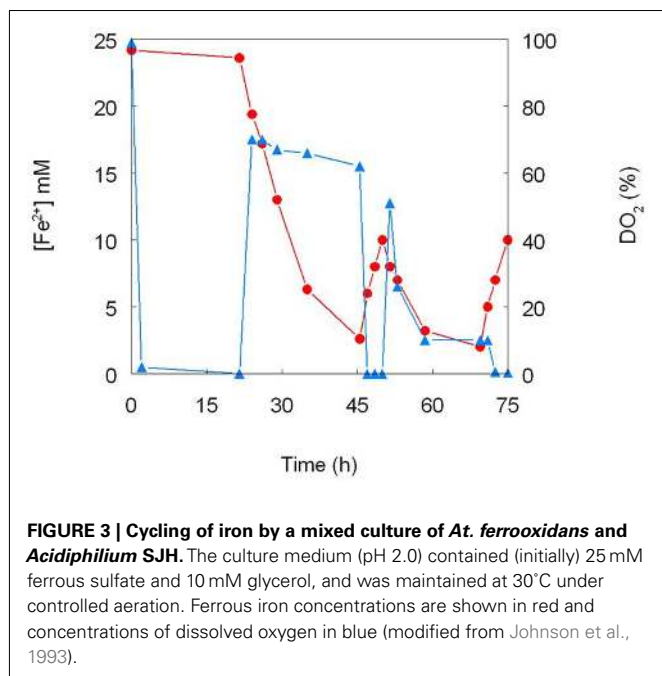 25
20
15
10
5
0
[Fe²⁺] mM
100
80
60
40
20
0
DO₂ (%)
0 15 30 45 60 75
Time (h)
FIGURE 3 | Cycling of iron by a mixed culture of At. ferrooxidans and
Acidiphilium SJH. The culture medium (pH 2.0) contained (initially) 25 mM
ferrous sulfate and 10 mM glycerol, and was maintained at 30°C under
controlled aeration. Ferrous iron concentrations are shown in red and
concentrations of dissolved oxygen in blue (modified from Johnson et al.,
1993).